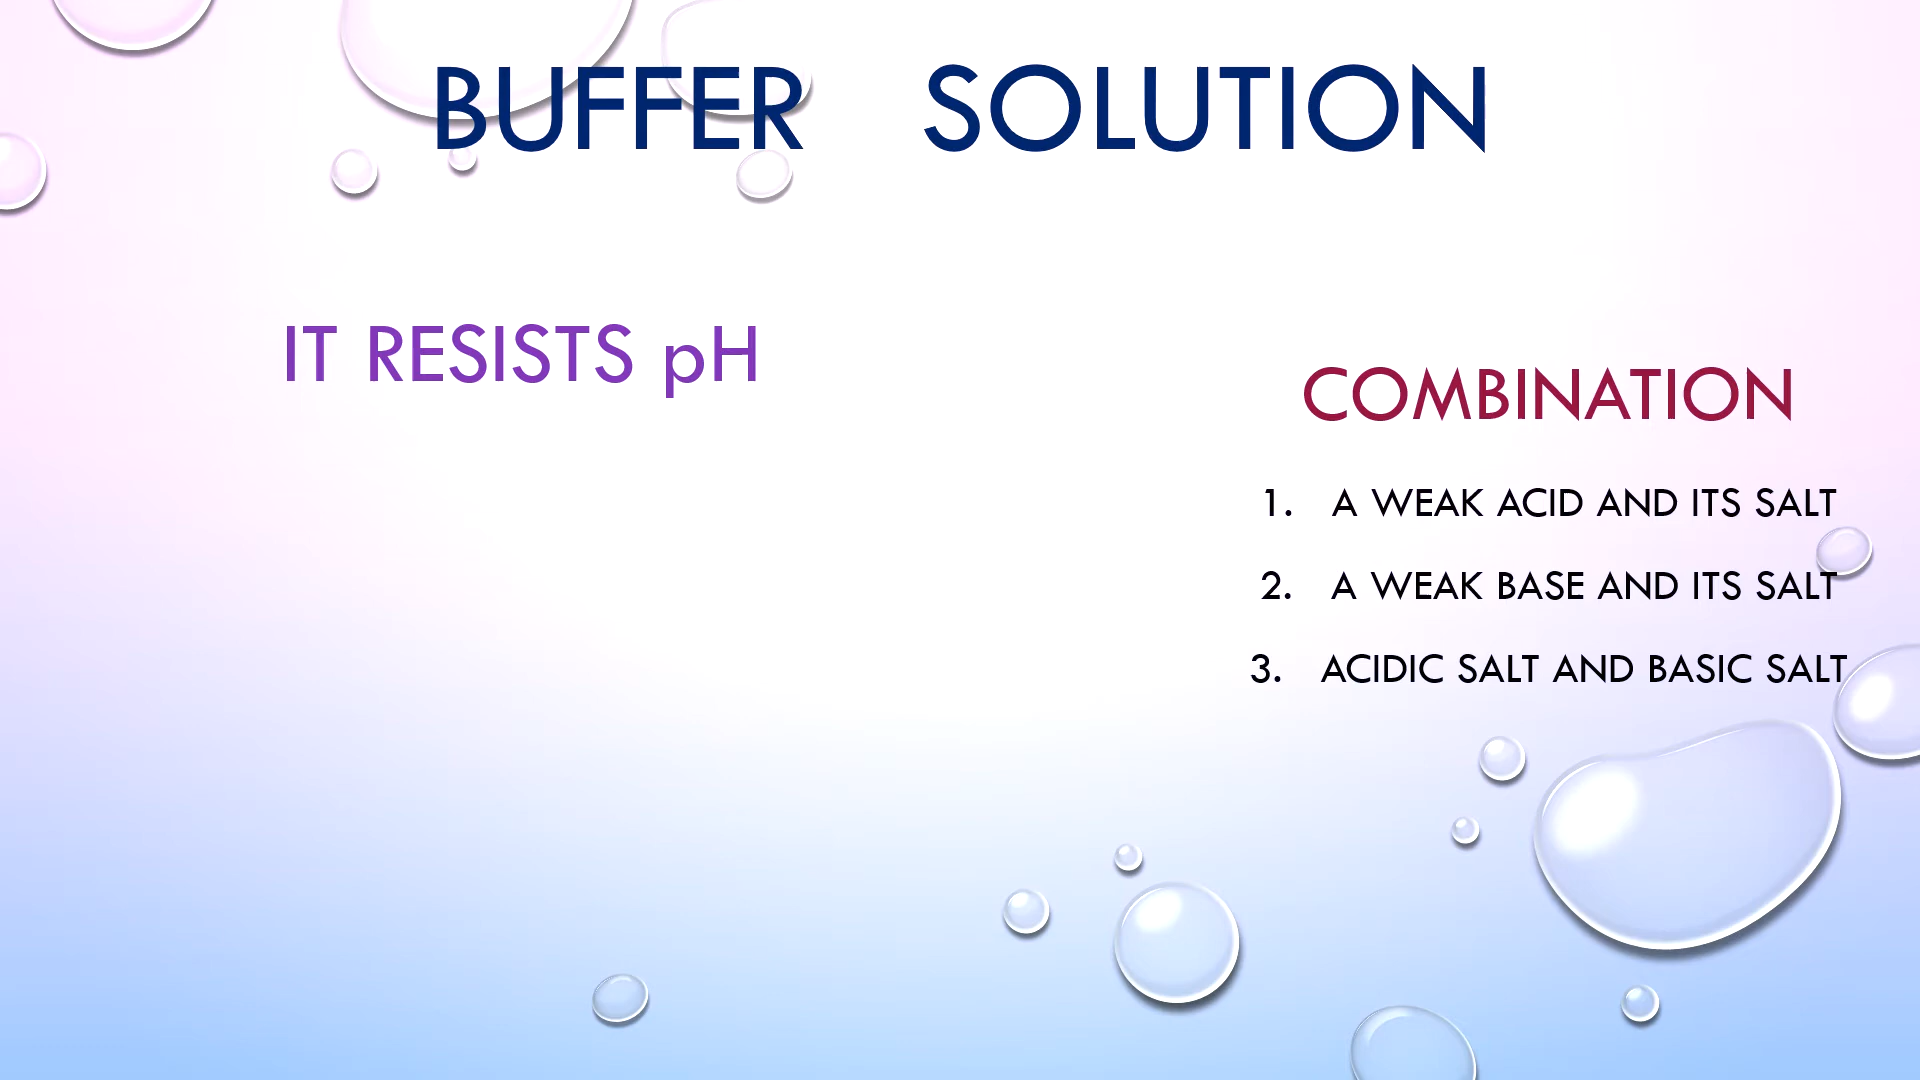 BUFFER SOLUTION
IT RESISTS pH
COMBINATION
1. A WEAK ACID AND ITS SALT
2. A WEAK BASE AND ITS SALT
3. ACIDIC SALT AND BASIC SALT